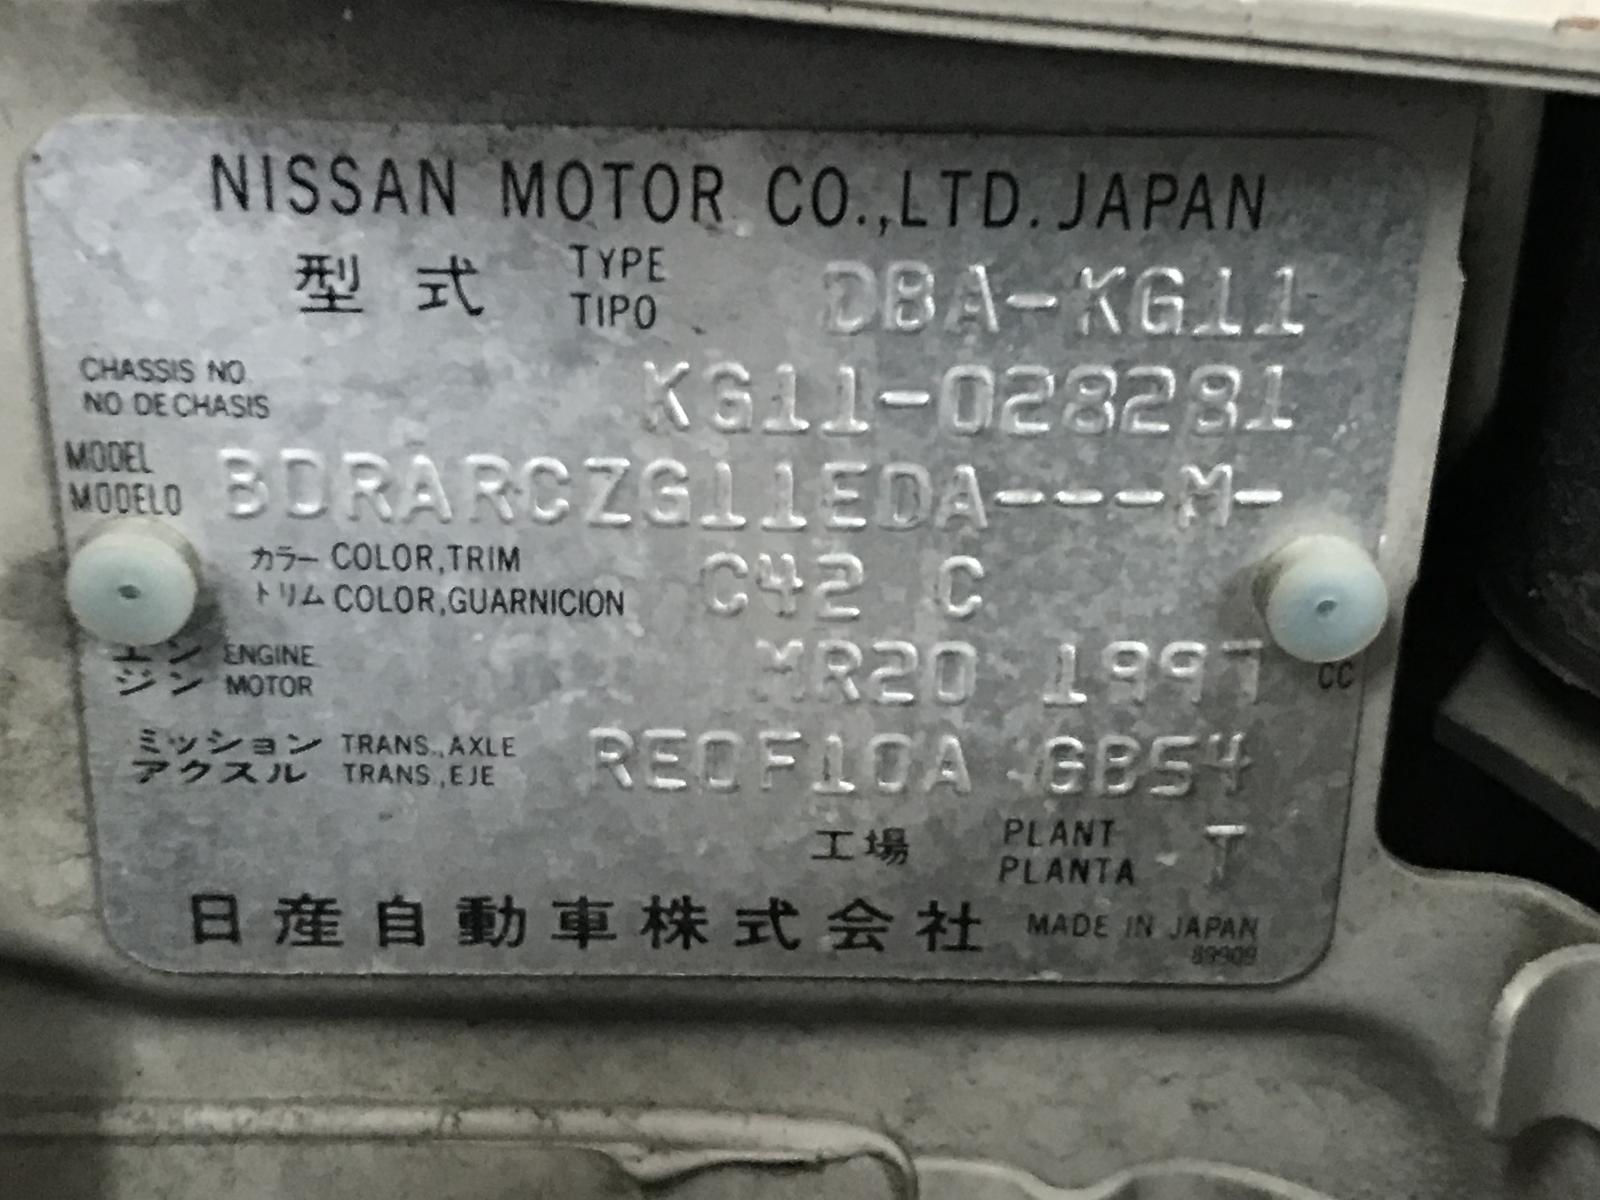 NISSAN MOTOR CO.,LTD.JAPAN
型式 TYPE DBA-KG11
TIPO
CHASSIS NO. KG11-028281
NO DE CHASIS
MODEL BDRARCZG11EDA---M-
MODELO
カラー COLOR,TRIM C42 C
トリム COLOR,GUARNICION
エン ENGINE MR20 1997 CC
ジン MOTOR
ミッション TRANS.,AXLE RE0F10A GB54
アクスル TRANS.,EJE
工場 PLANT T
PLANTA
日産自動車株式会社 MADE IN JAPAN
89909